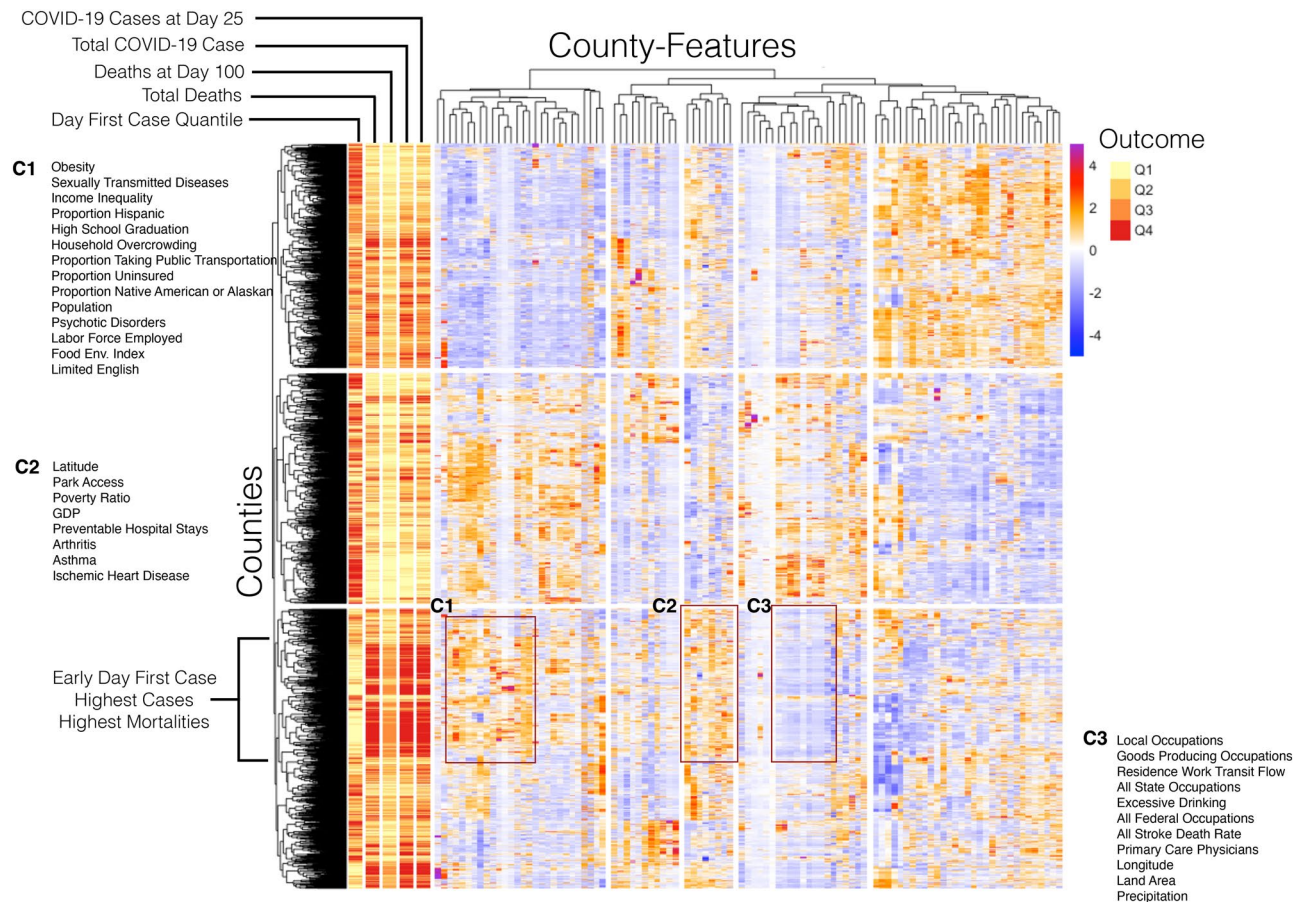 COVID-19 Cases at Day 25
Total COVID-19 Case
Deaths at Day 100
Total Deaths
Day First Case Quantile
County-Features
Outcome
4
2
0
-2
-4
Q1
Q2
Q3
Q4
C1
Obesity
Sexually Transmitted Diseases
Income Inequality
Proportion Hispanic
High School Graduation
Household Overcrowding
Proportion Taking Public Transportation
Proportion Uninsured
Proportion Native American or Alaskan
Population
Psychotic Disorders
Labor Force Employed
Food Env. Index
Limited English
C2
Latitude
Park Access
Poverty Ratio
GDP
Preventable Hospital Stays
Arthritis
Asthma
Ischemic Heart Disease
Counties
C1
C2
C3
Early Day First Case
Highest Cases
Highest Mortalities
C3
Local Occupations
Goods Producing Occupations
Residence Work Transit Flow
All State Occupations
Excessive Drinking
All Federal Occupations
All Stroke Death Rate
Primary Care Physicians
Longitude
Land Area
Precipitation